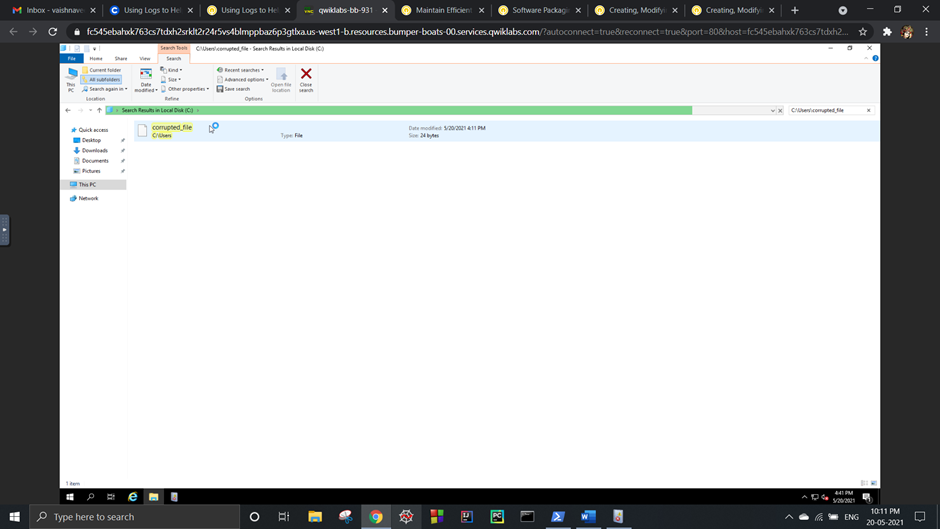 Inbox - vaishnave
Using Logs to Hel
Using Logs to Hel
qwiklabs-bb-931
Maintain Efficient
Software Packagi
Creating, Modify
Creating, Modify
fc545ebahxk763cs7tdxh2srklt2r24r5vs4blmppbaz6p3gtlxa.us-west1-b.resources.bumper-boats-00.services.qwiklabs.com/?autoconnect=true&reconnect=true&port=80&host=fc545ebahxk763cs7tdxh2...
Search Tools
C:\Users\corrupted_file - Search Results in Local Disk (C:)
File Home Share View Search
This PC
Current folder
All subfolders
Search again in
Location
Date modified
Kind
Size
Other properties
Refine
Recent searches
Advanced options
Save search
Open file location
Options
Close search
Search Results in Local Disk (C:)
C:\Users\corrupted_file
Quick access
Desktop
Downloads
Documents
Pictures
This PC
Network
corrupted_file
C:\Users
Type: File
Date modified: 5/20/2021 4:11 PM
Size: 24 bytes
1 item
4:41 PM
5/20/2021
Type here to search
ENG
10:11 PM
20-05-2021